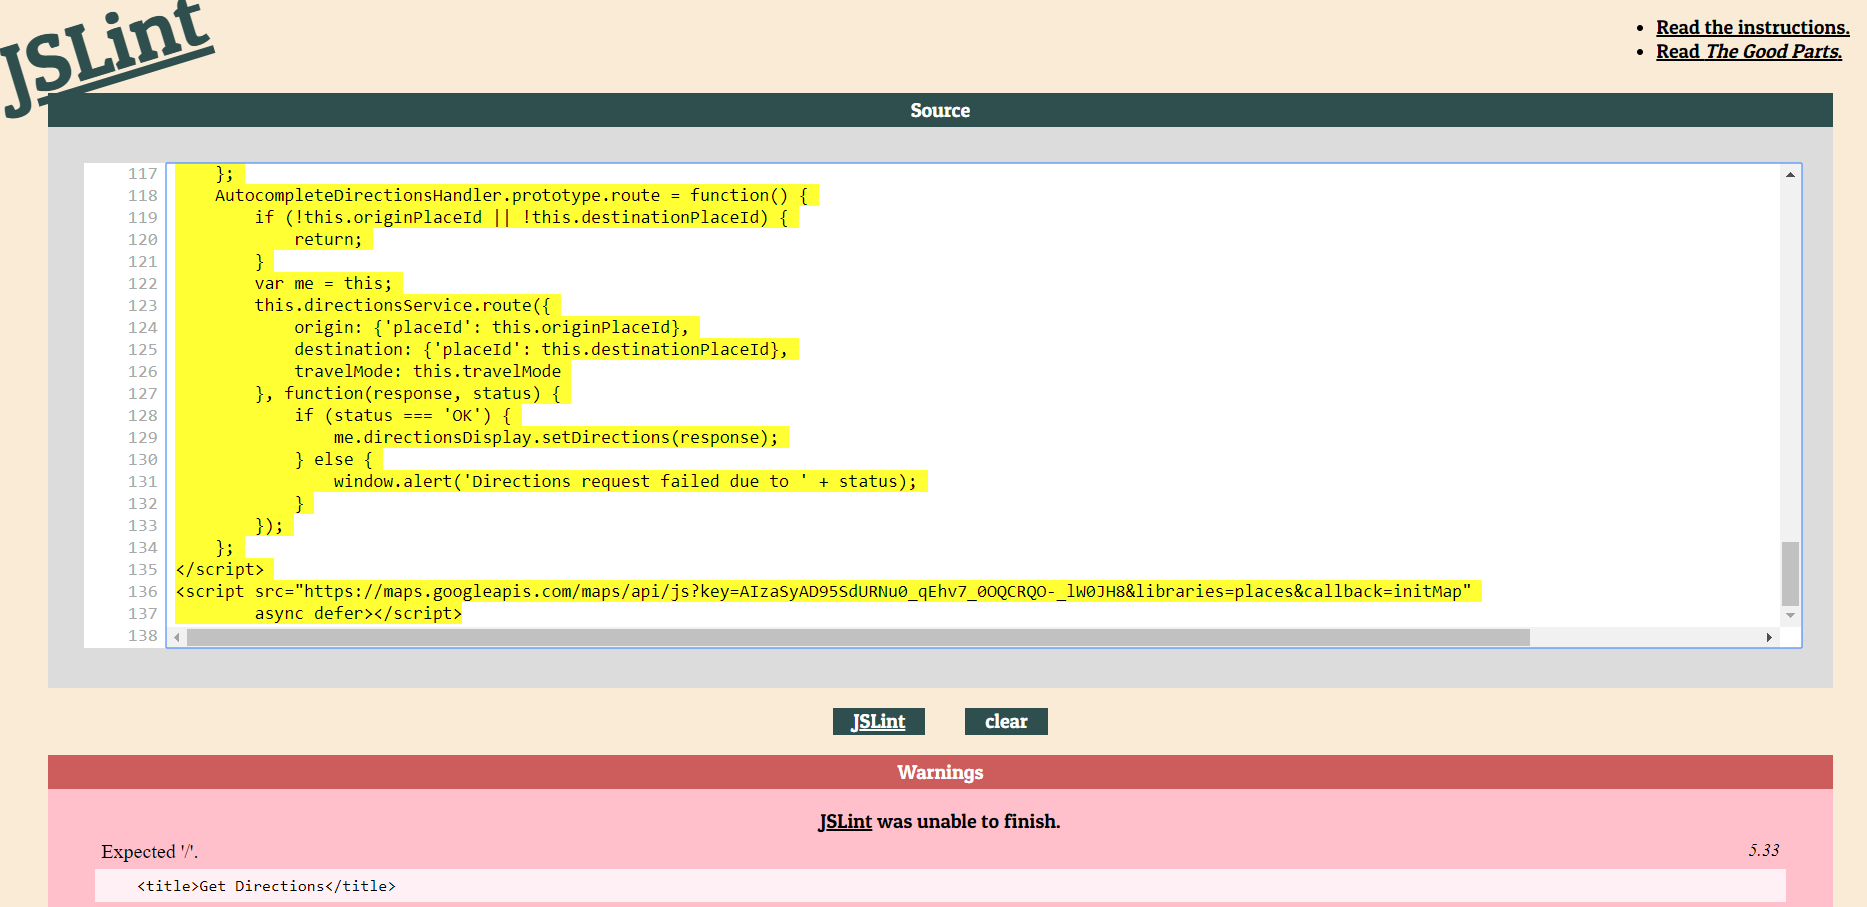 JSLint
Read the instructions.
Read The Good Parts.
Source
117     };
118     AutocompleteDirectionsHandler.prototype.route = function() {
119         if (!this.originPlaceId || !this.destinationPlaceId) {
120             return;
121         }
122         var me = this;
123         this.directionsService.route({
124             origin: {'placeId': this.originPlaceId},
125             destination: {'placeId': this.destinationPlaceId},
126             travelMode: this.travelMode
127         }, function(response, status) {
128             if (status === 'OK') {
129                 me.directionsDisplay.setDirections(response);
130             } else {
131                 window.alert('Directions request failed due to ' + status);
132             }
133         });
134     };
135 </script>
136 <script src="https://maps.googleapis.com/maps/api/js?key=AIzaSyAD95SdURNu0_qEhv7_0OQCRQO-_lW0JH8&libraries=places&callback=initMap"
137         async defer></script>
138
JSLint clear
Warnings
JSLint was unable to finish.
Expected '/'. 5.33
<title>Get Directions</title>